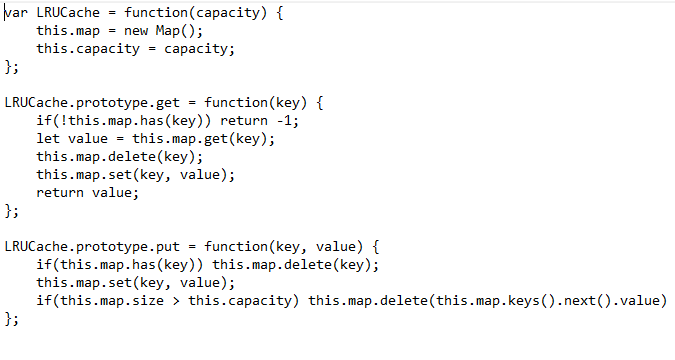 var LRUCache = function(capacity) {
    this.map = new Map();
    this.capacity = capacity;
};

LRUCache.prototype.get = function(key) {
    if(!this.map.has(key)) return -1;
    let value = this.map.get(key);
    this.map.delete(key);
    this.map.set(key, value);
    return value;
};

LRUCache.prototype.put = function(key, value) {
    if(this.map.has(key)) this.map.delete(key);
    this.map.set(key, value);
    if(this.map.size > this.capacity) this.map.delete(this.map.keys().next().value)
};